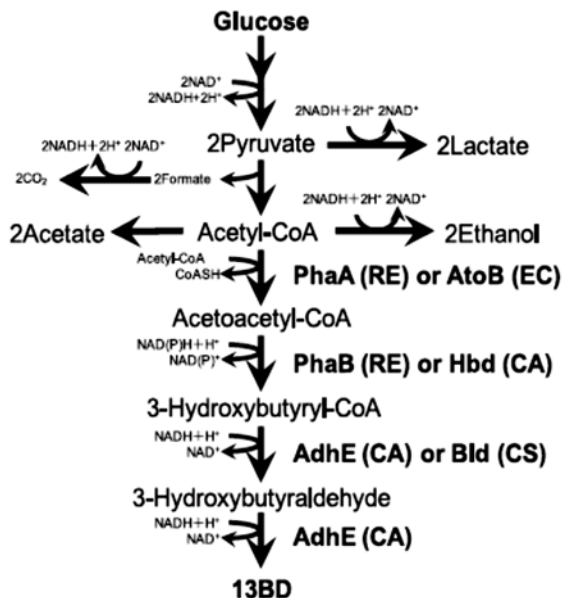 Glucose
2NAD⁺
2NADH+2H⁺
2NADH+2H⁺ 2NAD⁺
2Pyruvate
2Lactate
2NADH+2H⁺ 2NAD⁺
2CO₂
2Formate
2NADH+2H⁺ 2NAD⁺
2Acetate
Acetyl-CoA
2Ethanol
Acetyl-CoA
CoASH
PhaA (RE) or AtoB (EC)
Acetoacetyl-CoA
NAD(P)H+H⁺
NAD(P)⁺
PhaB (RE) or Hbd (CA)
3-Hydroxybutyryl-CoA
NADH+H⁺
NAD⁺
AdhE (CA) or Bld (CS)
3-Hydroxybutyraldehyde
NADH+H⁺
NAD⁺
AdhE (CA)
13BD